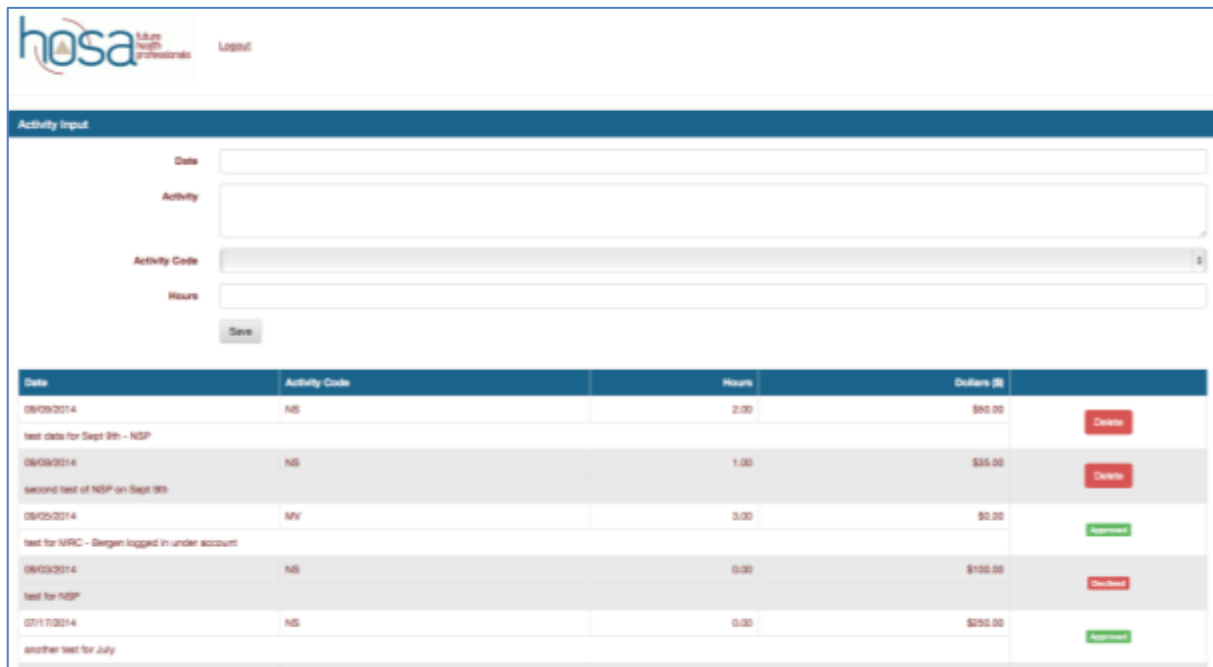 hosa future health professionals
Logout
Activity Input
Date
Activity
Activity Code
Hours
Save
Date Activity Code Hours Dollars ($)
09/09/2014 NS 2.00 $50.00
Delete
test data for Sept 9th - NSP
09/09/2014 NS 1.00 $35.00
Delete
second test of NSP on Sept 9th
09/05/2014 MV 3.00 $0.00
Approved
test for MRC - Bergen logged in under account
09/03/2014 NS 0.00 $100.00
Declined
test for NSP
07/17/2014 NS 0.00 $250.00
Approved
another test for July